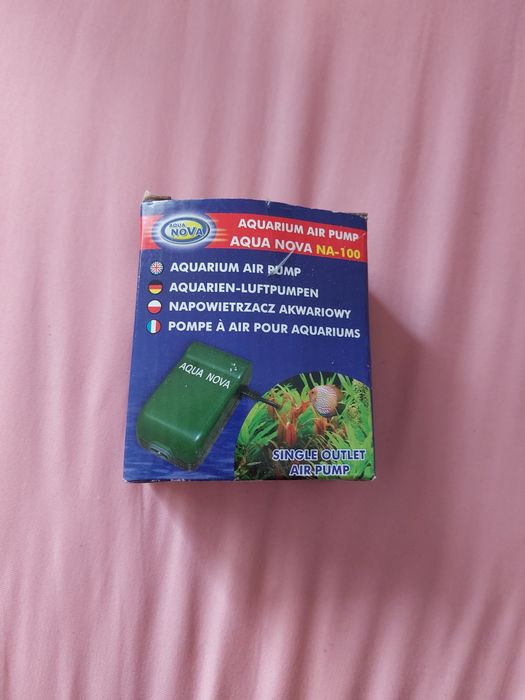 AQUA
NOVA
AQUARIUM AIR PUMP
AQUA NOVA NA-100
AQUARIUM AIR PUMP
AQUARIEN-LUFTPUMPEN
NAPOWIETRZACZ AKWARIOWY
POMPE À AIR POUR AQUARIUMS
AQUA NOVA
SINGLE OUTLET
AIR PUMP